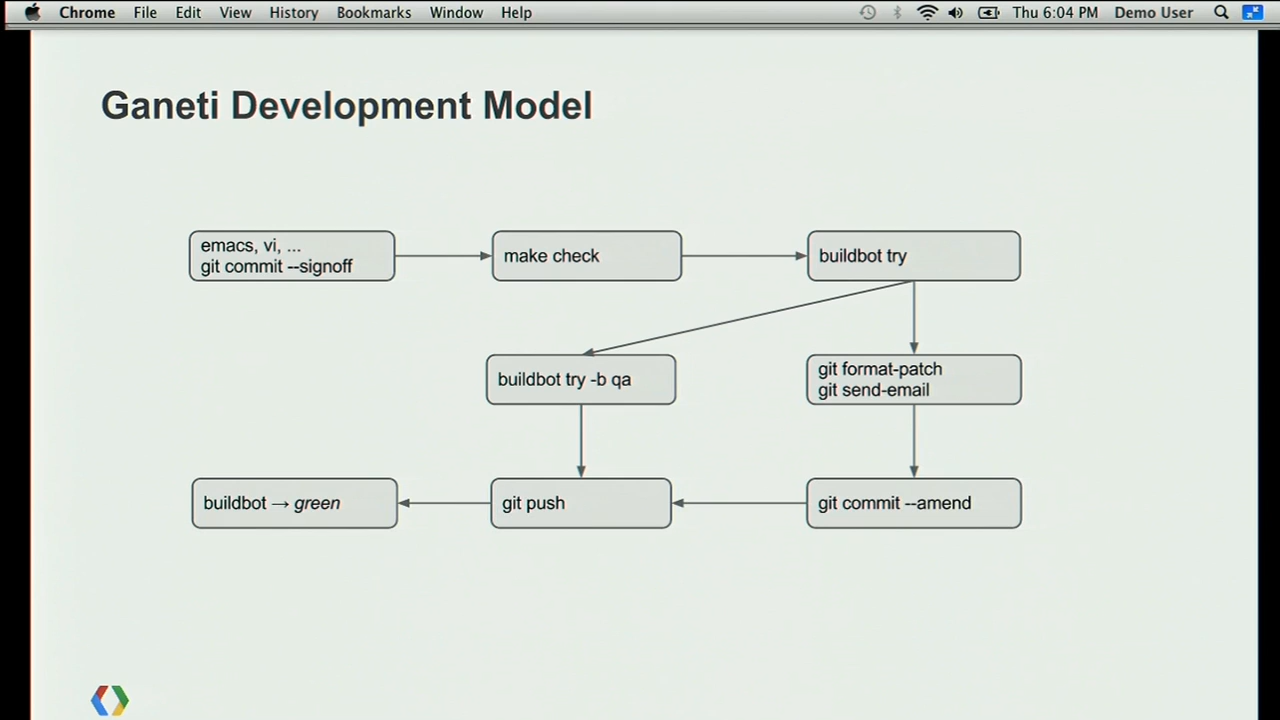 Chrome File Edit View History Bookmarks Window Help Thu 6:04 PM Demo User
Ganeti Development Model
emacs, vi, ...
git commit --signoff
make check
buildbot try
buildbot try -b qa
git format-patch
git send-email
buildbot → green
git push
git commit --amend